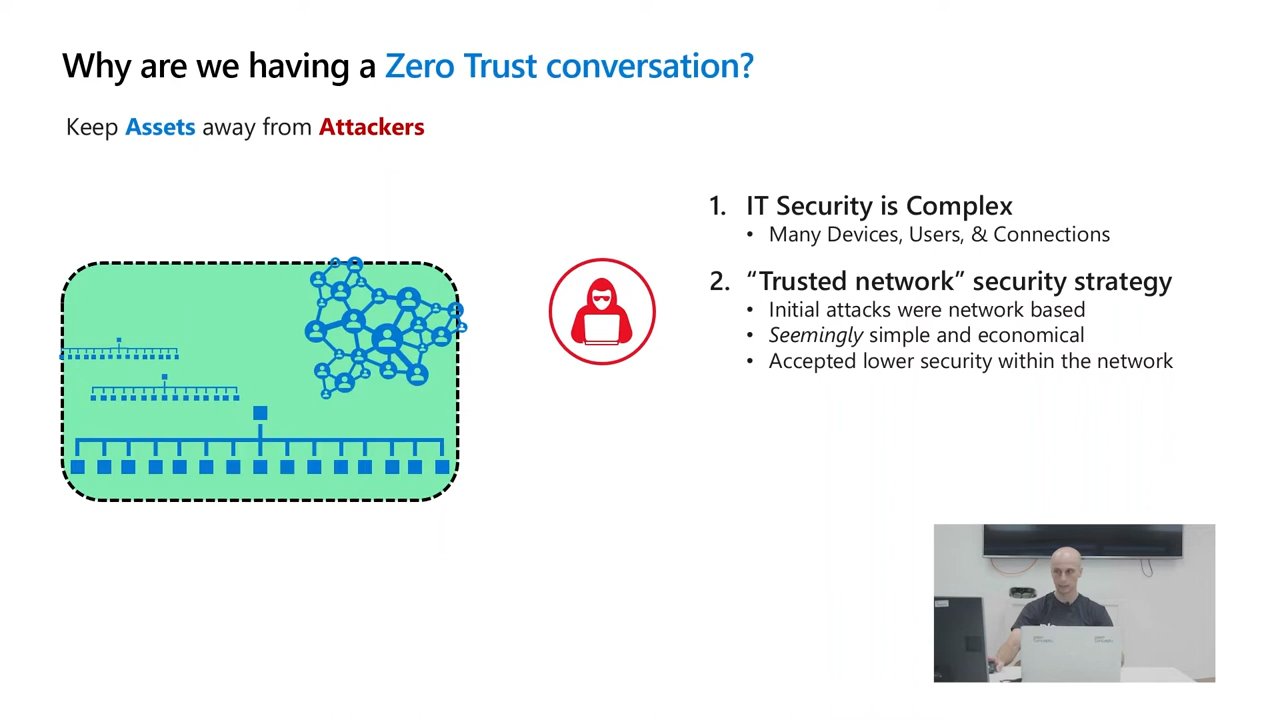 Why are we having a Zero Trust conversation?
Keep Assets away from Attackers
1. IT Security is Complex
• Many Devices, Users, & Connections
2. “Trusted network” security strategy
• Initial attacks were network based
• Seemingly simple and economical
• Accepted lower security within the network